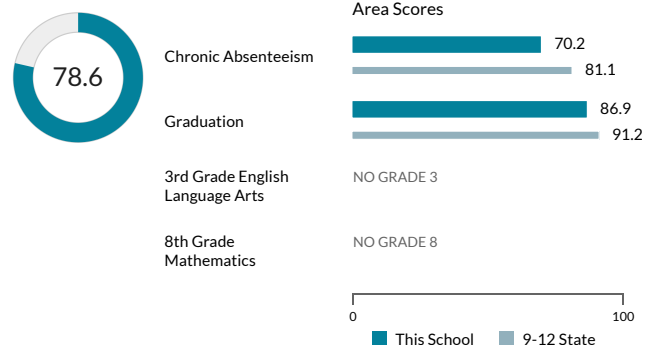 Area Scores
78.6
Chronic Absenteeism
70.2
81.1
Graduation
86.9
91.2
3rd Grade English
Language Arts
NO GRADE 3
8th Grade
Mathematics
NO GRADE 8
0
100
This School
9-12 State